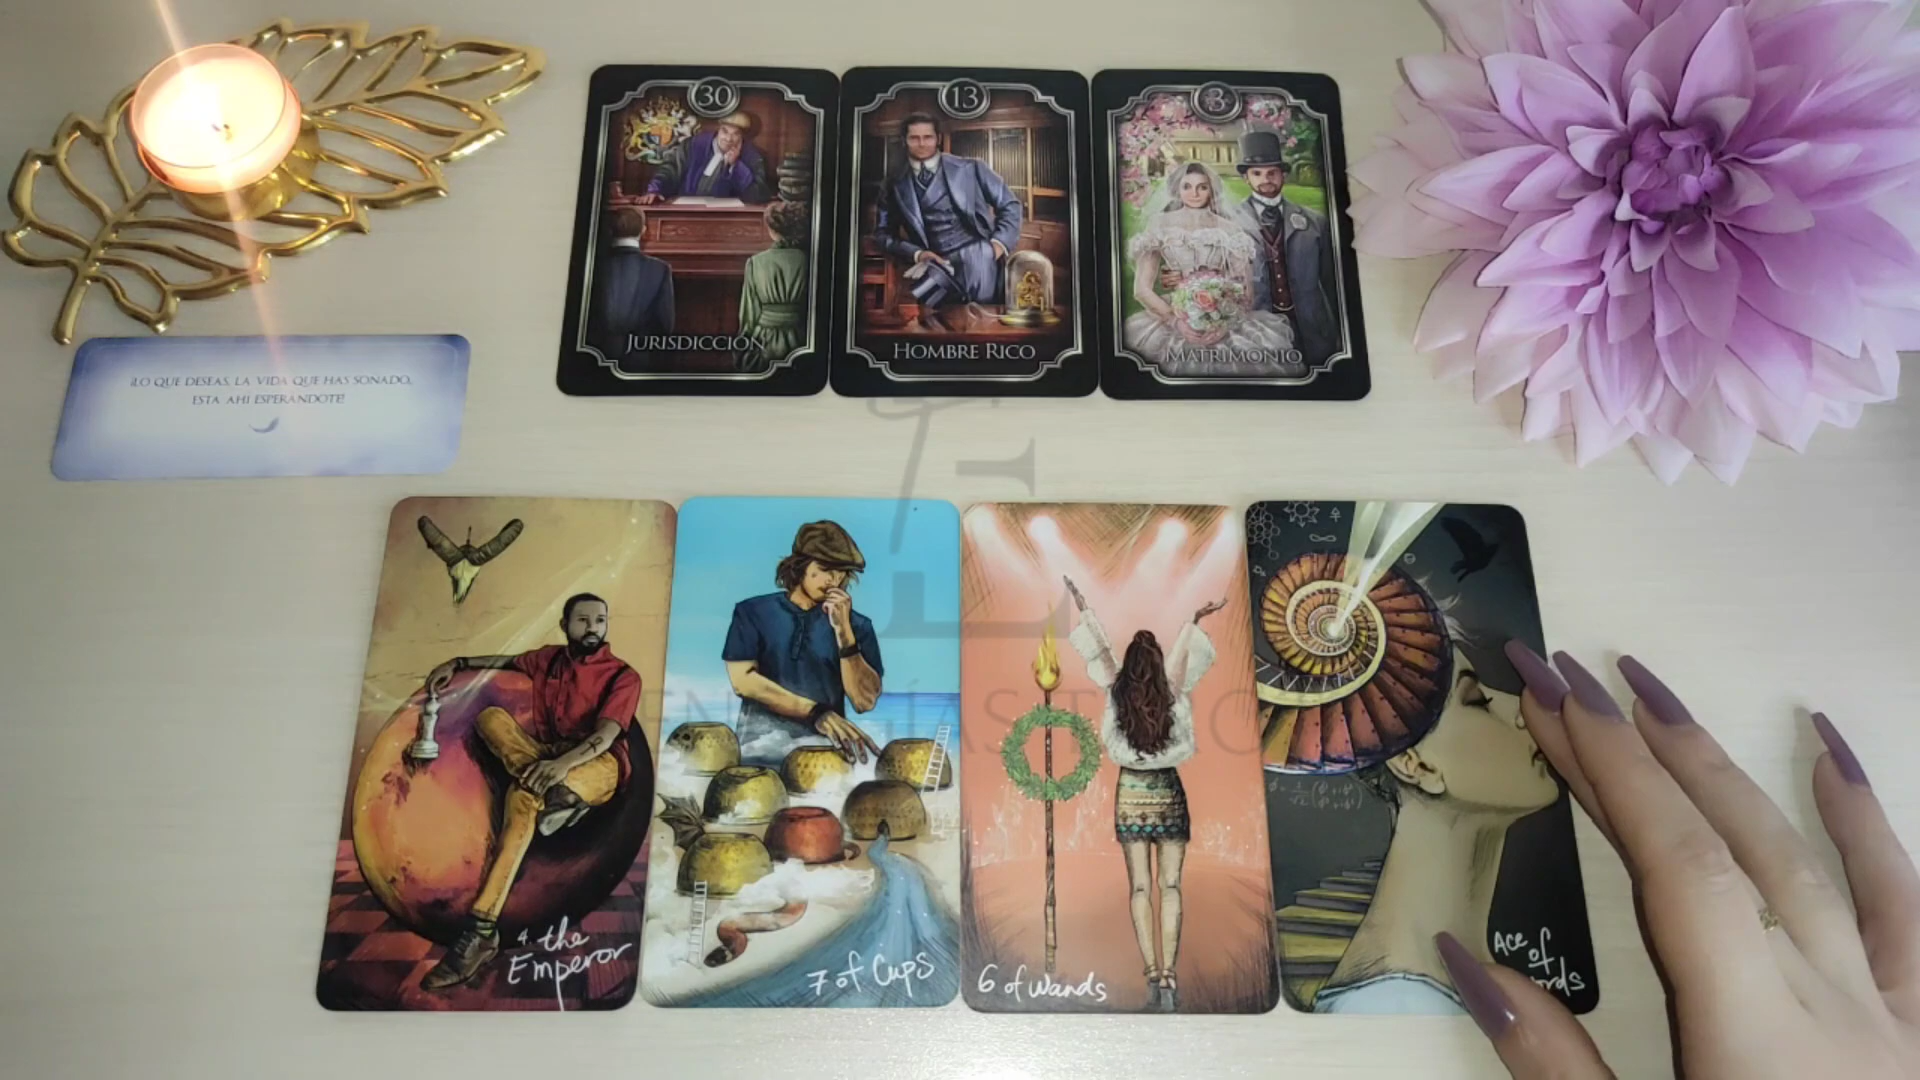 30
JURISDICCIÓN
13
HOMBRE RICO
3
MATRIMONIO
¡LO QUE DESEAS, LA VIDA QUE HAS SOÑADO,
ESTÁ AHÍ ESPERÁNDOTE!
4. the
Emperor
7 of Cups
6 of Wands
Ace
of